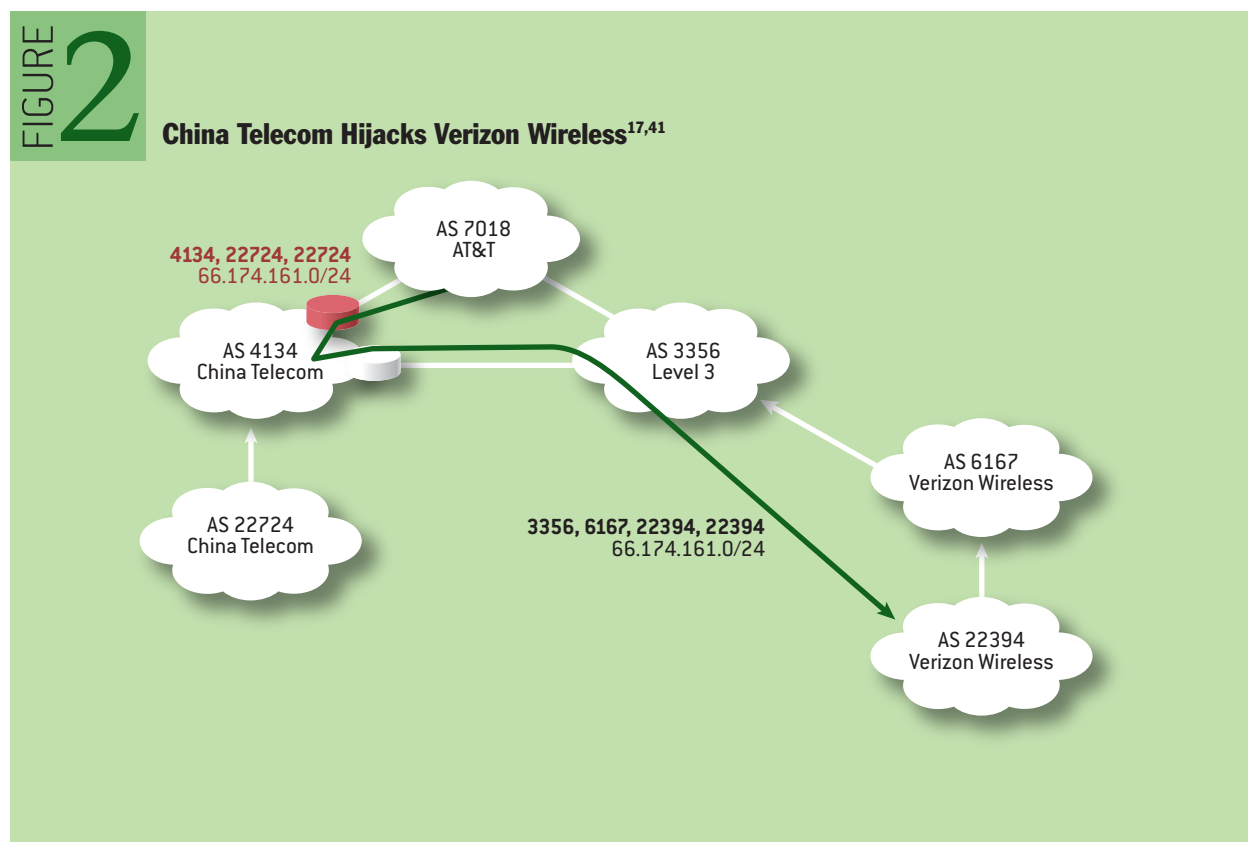 FIGURE 2
China Telecom Hijacks Verizon Wireless17,41
AS 7018
AT&T
4134, 22724, 22724
66.174.161.0/24
AS 4134
China Telecom
AS 3356
Level 3
AS 6167
Verizon Wireless
AS 22724
China Telecom
3356, 6167, 22394, 22394
66.174.161.0/24
AS 22394
Verizon Wireless